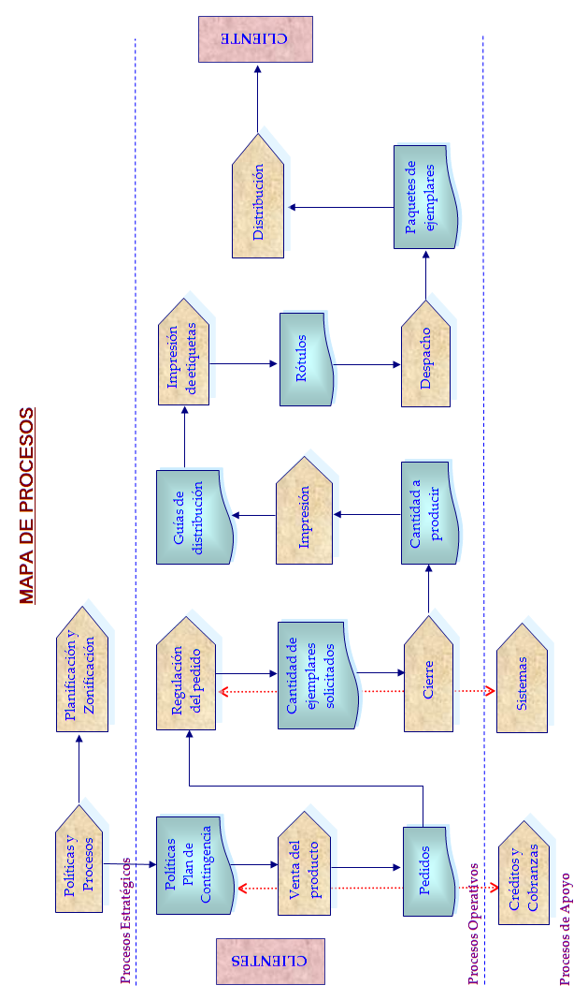 MAPA DE PROCESOS
Políticas y
Procesos
Planificación y
Zonificación
Procesos Estratégicos
CLIENTES
Políticas
Plan de
Contingencia
Venta del
producto
Pedidos
Regulación
del pedido
Cantidad de
ejemplares
solicitados
Cierre
Guías de
distribución
Impresión
Cantidad a
producir
Impresión
de etiquetas
Rótulos
Despacho
Distribución
Paquetes de
ejemplares
CLIENTE
Procesos Operativos
Créditos y
Cobranzas
Sistemas
Procesos de Apoyo